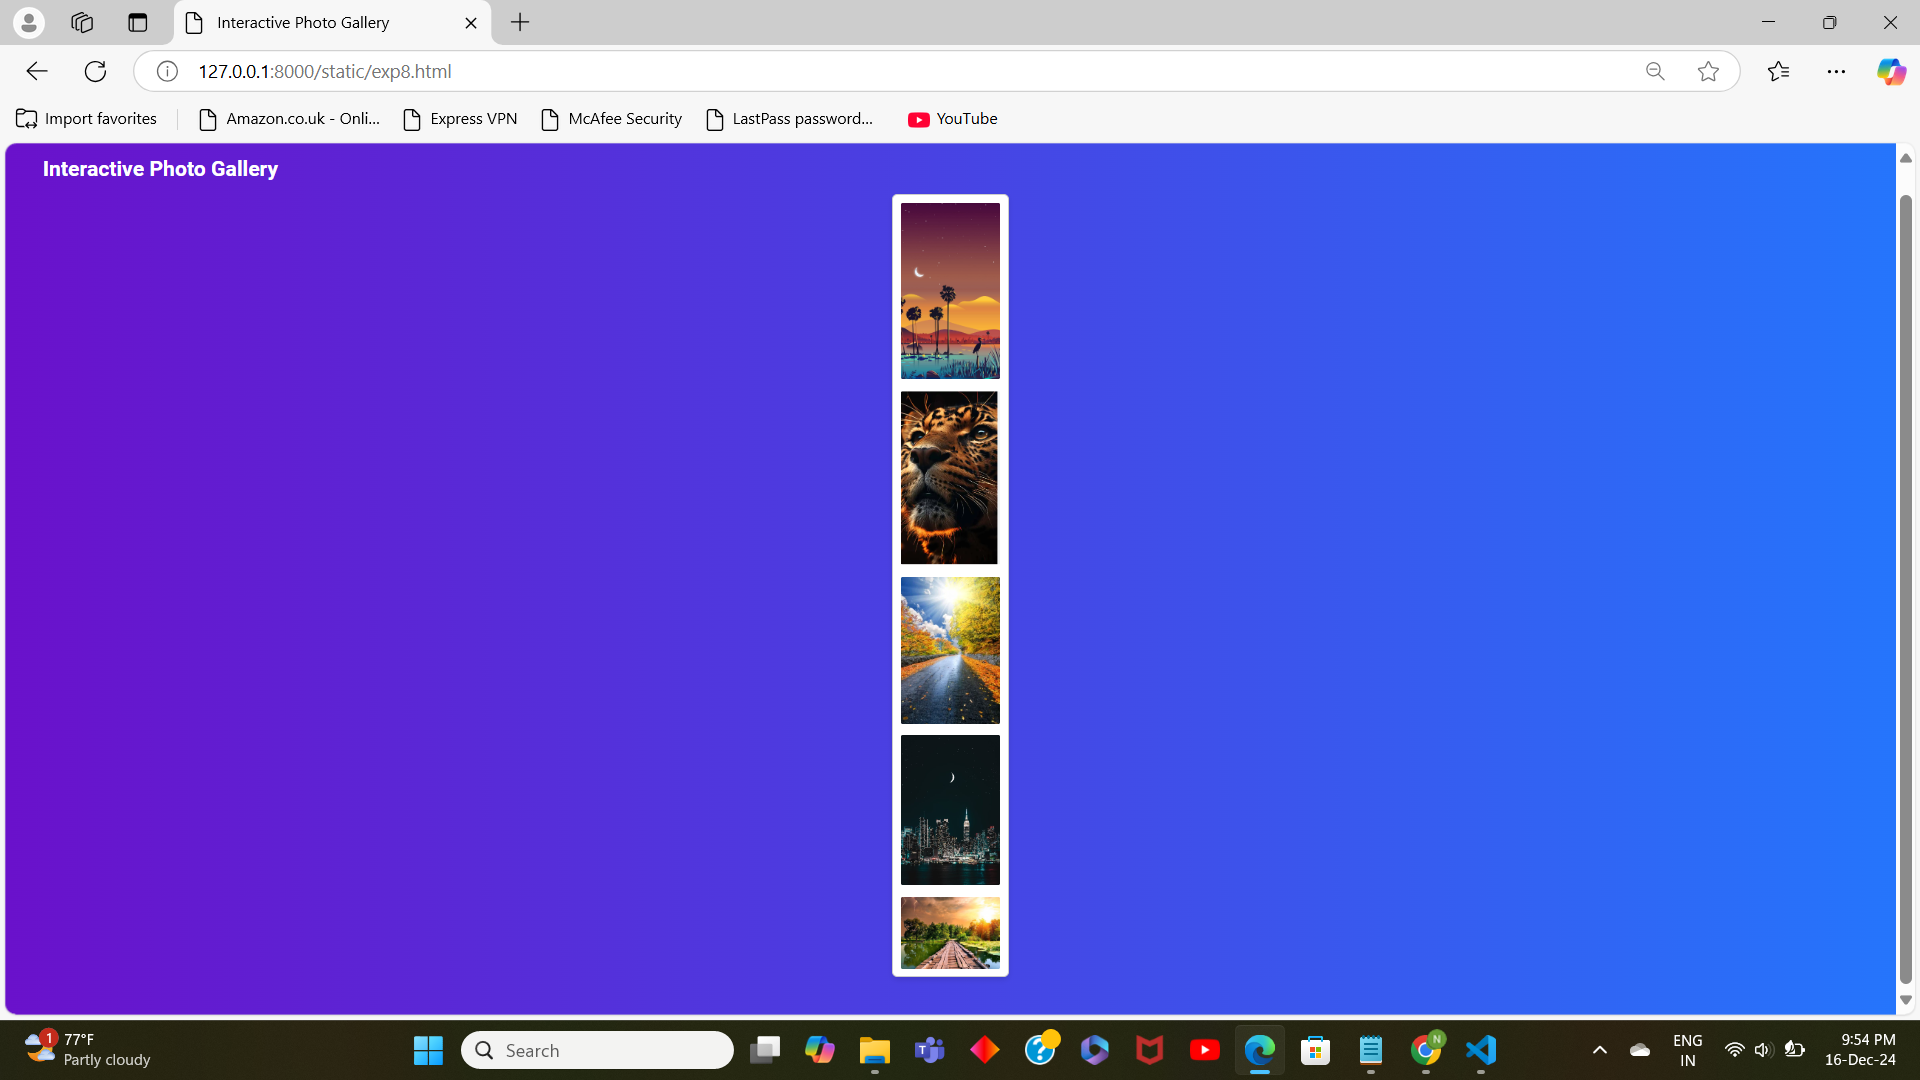 Interactive Photo Gallery
127.0.0.1:8000/static/exp8.html
Import favorites
Amazon.co.uk - Onli...
Express VPN
McAfee Security
LastPass password...
YouTube
Interactive Photo Gallery
1
77°F
Partly cloudy
Search
T
N
ENG
IN
9:54 PM
16-Dec-24